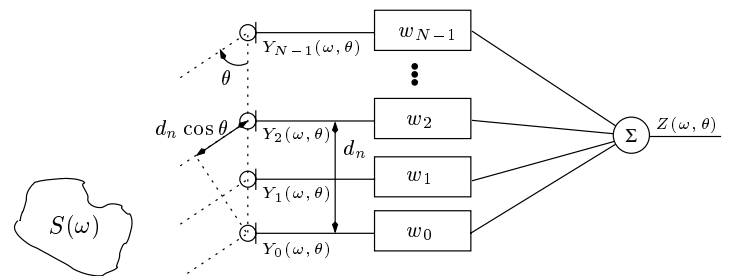 w_{N−1}
Y_{N−1}(ω, θ)
θ
d_n cos θ
w_2
Y_2(ω, θ)
Z(ω, θ)
Σ
d_n
w_1
Y_1(ω, θ)
S(ω)
w_0
Y_0(ω, θ)